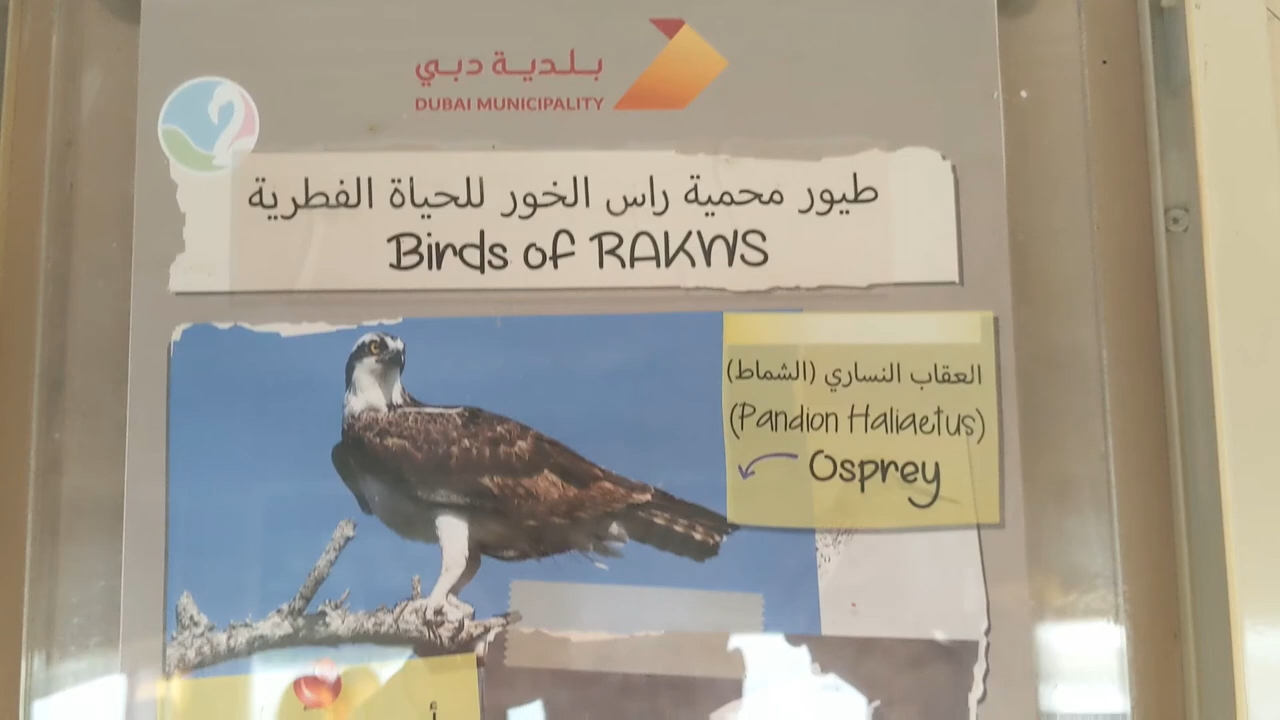 بلدية دبي
DUBAI MUNICIPALITY
طيور محمية راس الخور للحياة الفطرية
Birds of RAKWS
العقاب النساري (الشماط)
(Pandion Haliaetus)
Osprey